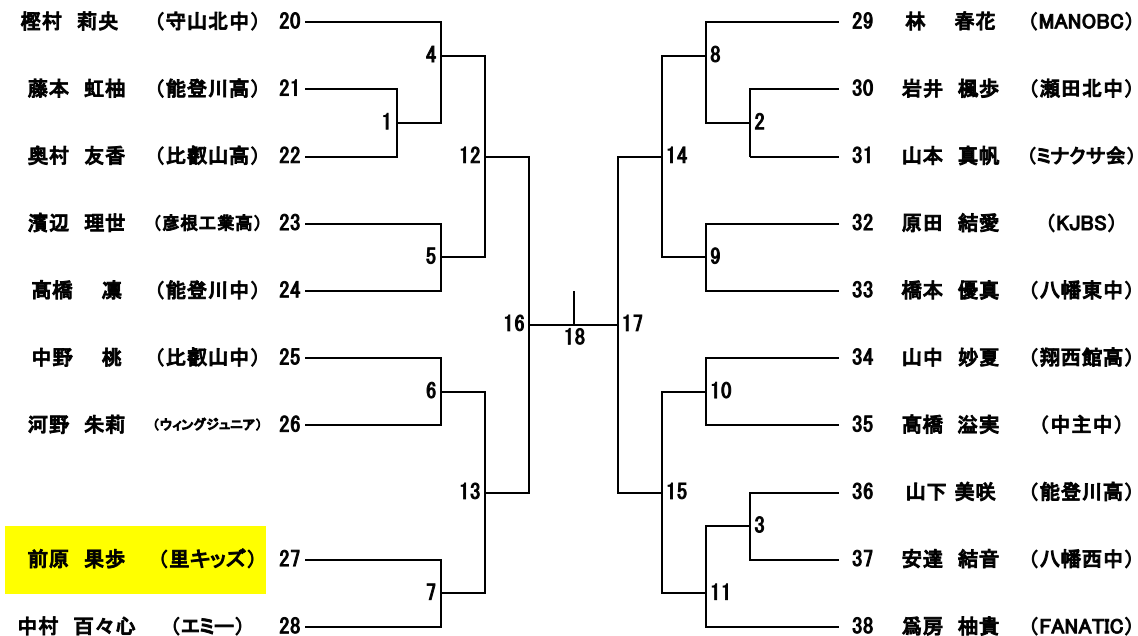 樫村 莉央 （守山北中） 20
4
藤本 虹柚 （能登川高） 21
1
奥村 友香 （比叡山高） 22
12
濱辺 理世 （彦根工業高） 23
5
高橋 凜 （能登川中） 24
16
中野 桃 （比叡山中） 25
6
河野 朱莉 （ウィングジュニア） 26
13
前原 果歩 （里キッズ） 27
7
中村 百々心 （エミー） 28
18
29 林 春花 （MANOBC）
8
30 岩井 楓歩 （瀬田北中）
2
31 山本 真帆 （ミナクサ会）
14
32 原田 結愛 （KJBS）
9
33 橋本 優真 （八幡東中）
17
34 山中 妙夏 （翔西館高）
10
35 高橋 溢実 （中主中）
15
36 山下 美咲 （能登川高）
3
37 安達 結音 （八幡西中）
11
38 爲房 柚貴 （FANATIC）